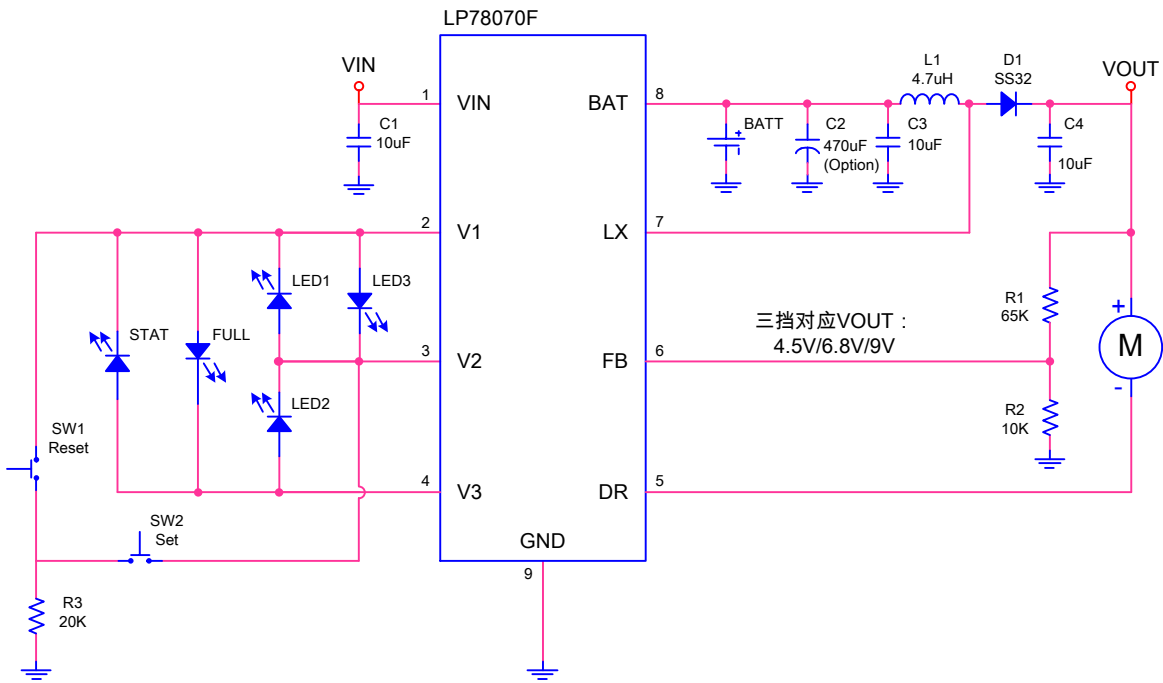 LP78070F
VIN
1
VIN
C1
10uF
BAT
8
BATT
+
-
C2
470uF
(Option)
C3
10uF
L1
4.7uH
D1
SS32
VOUT
C4
10uF
2
V1
LX
7
STAT
FULL
LED1
LED3
LED2
3
V2
FB
6
三挡对应VOUT：
4.5V/6.8V/9V
R1
65K
R2
10K
+
M
-
SW1
Reset
4
V3
DR
5
SW2
Set
GND
9
R3
20K